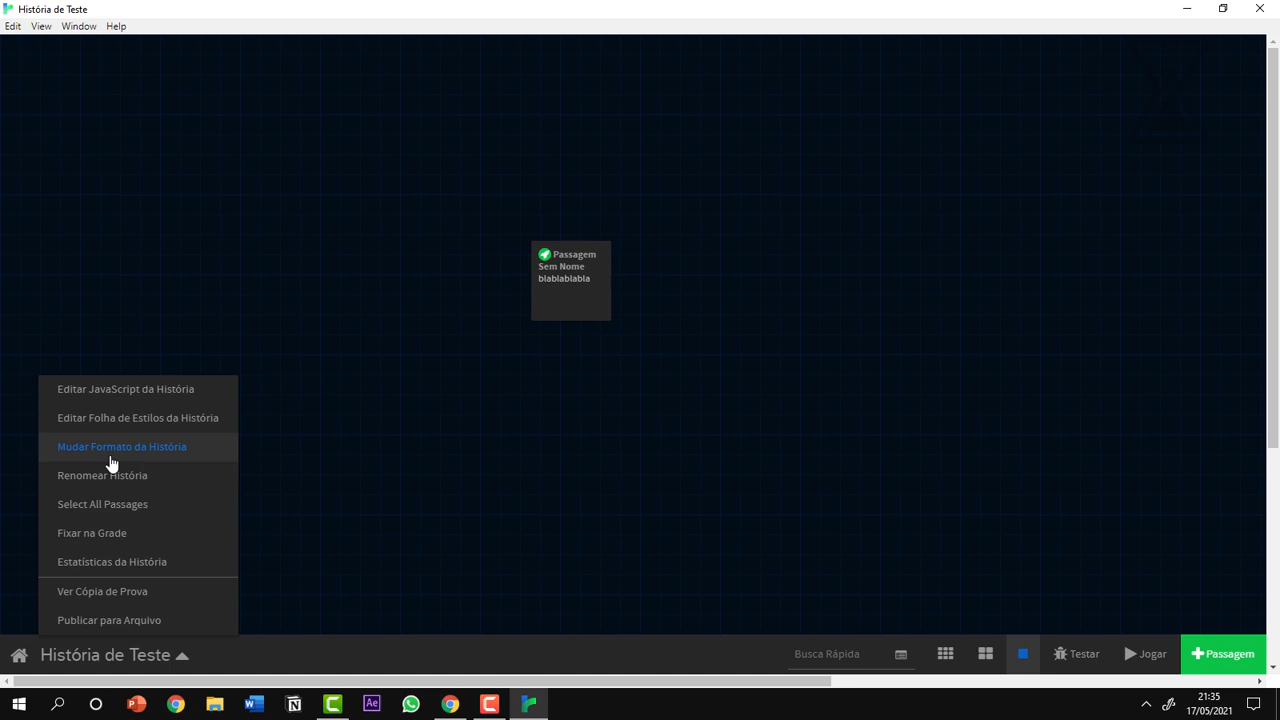 História de Teste
Edit View Window Help
Passagem
Sem Nome
blablablabla
Editar JavaScript da História
Editar Folha de Estilos da História
Mudar Formato da História
Renomear História
Select All Passages
Fixar na Grade
Estatísticas da História
Ver Cópia de Prova
Publicar para Arquivo
História de Teste Busca Rápida Testar Jogar +Passagem
P W N C Ae C
21:35
17/05/2021